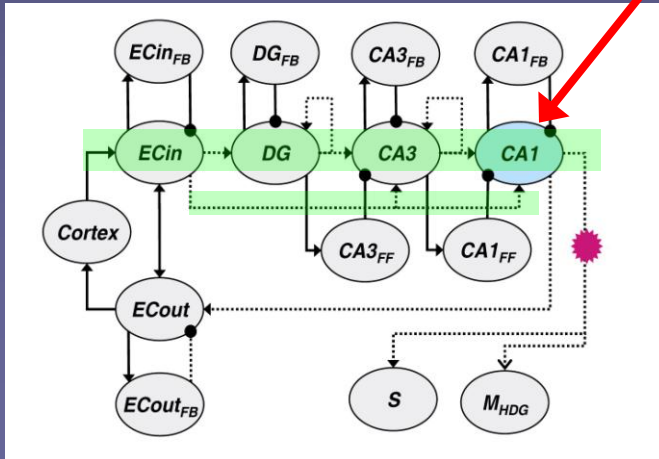 ECin_FB DG_FB CA3_FB CA1_FB
ECin DG CA3 CA1
Cortex CA3_FF CA1_FF
ECout
ECout_FB S M_HDG